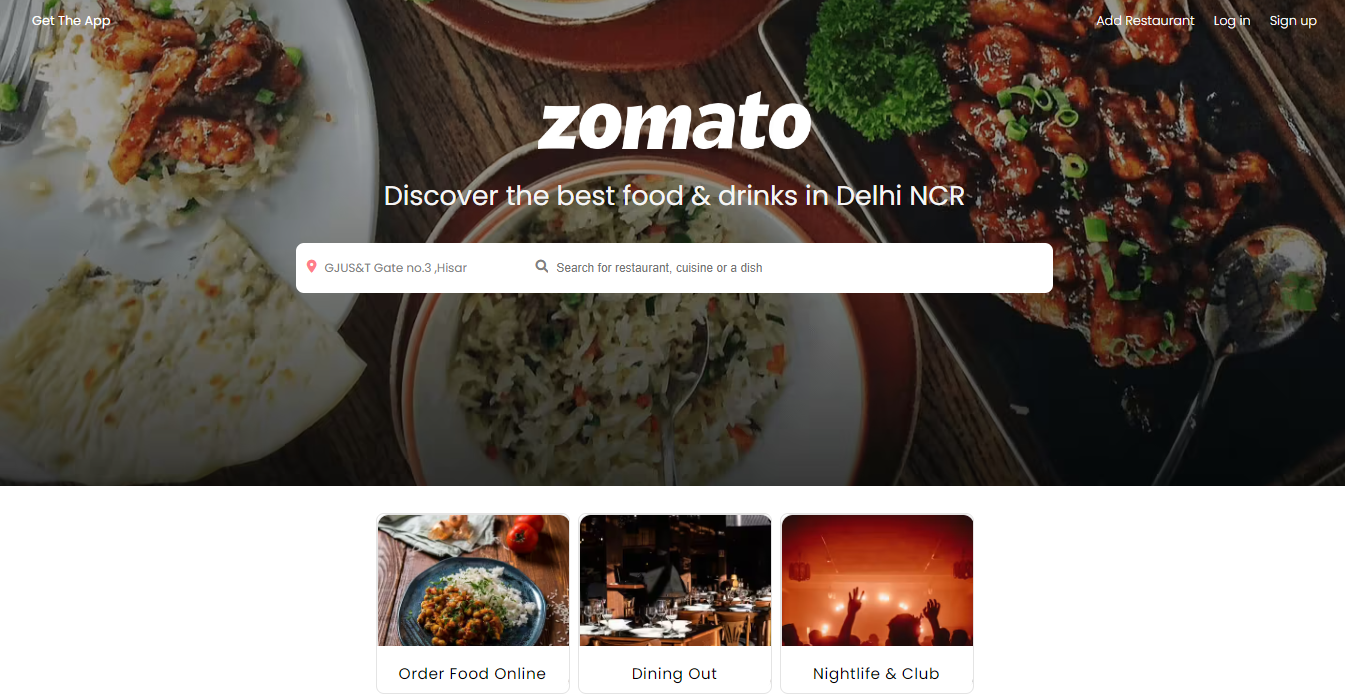 Get The App
Add Restaurant Log in Sign up
zomato
Discover the best food & drinks in Delhi NCR
GJUS&T Gate no.3 ,Hisar
Search for restaurant, cuisine or a dish
Order Food Online
Dining Out
Nightlife & Club